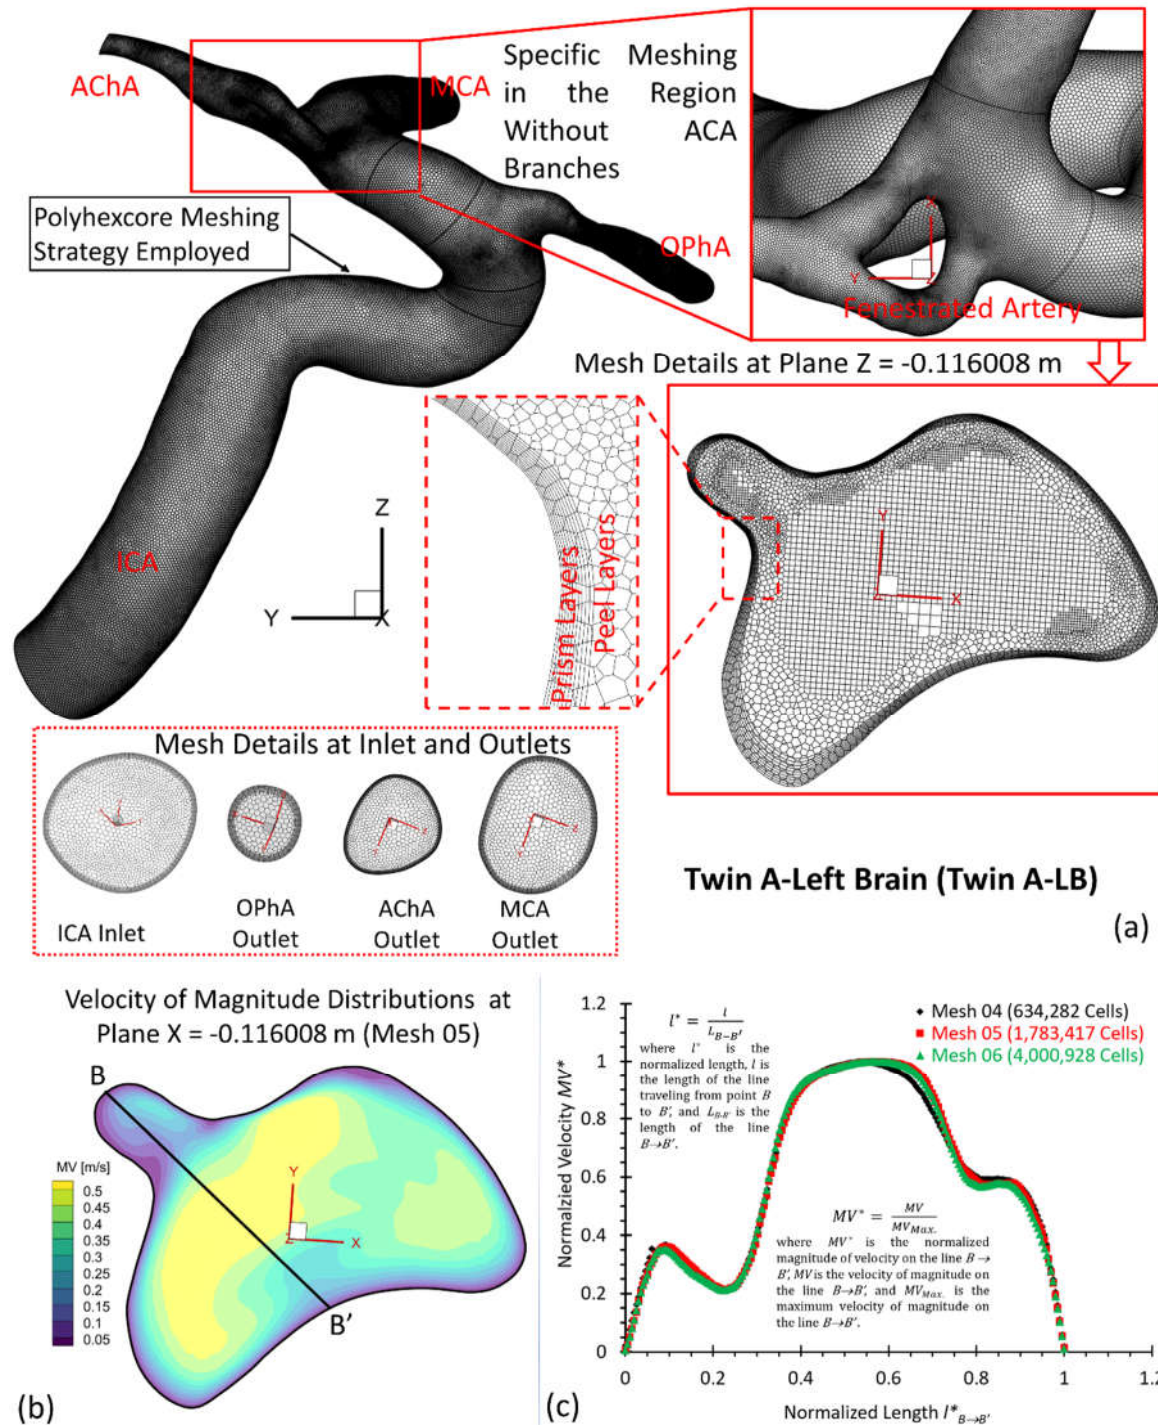 AChA
MCA
Specific Meshing
in the Region
Without ACA
Branches
Polyhexcore Meshing
Strategy Employed
OPhA
ICA
X
Y
Z
Fenestrated Artery
Mesh Details at Plane Z = -0.116008 m
Z
Y
X
Prism Layers
Peel Layers
Y
Z
X
Mesh Details at Inlet and Outlets
ICA Inlet
OPhA
Outlet
AChA
Outlet
MCA
Outlet
Twin A-Left Brain (Twin A-LB)
(a)
Velocity of Magnitude Distributions at
Plane X = -0.116008 m (Mesh 05)
B
MV [m/s]
0.5
0.45
0.4
0.35
0.3
0.25
0.2
0.15
0.1
0.05
Y
Z
X
B'
(b)
Normalzied Velocity MV*
1.2
1
0.8
0.6
0.4
0.2
0
l* = l / L_{B-B'}
where l* is the
normalized length, l is
the length of the line
traveling from point B
to B', and L_{B-B'} is the
length of the line
B→B'.
Mesh 04 (634,282 Cells)
Mesh 05 (1,783,417 Cells)
Mesh 06 (4,000,928 Cells)
MV* = MV / MV_{Max.}
where MV* is the normalized
magnitude of velocity on the line B→
B', MV is the velocity of magnitude on
the line B→B', and MV_{Max.} is the
maximum velocity of magnitude on
the line B→B'.
0 0.2 0.4 0.6 0.8 1 1.2
Normalized Length l*_{B→B'}
(c)